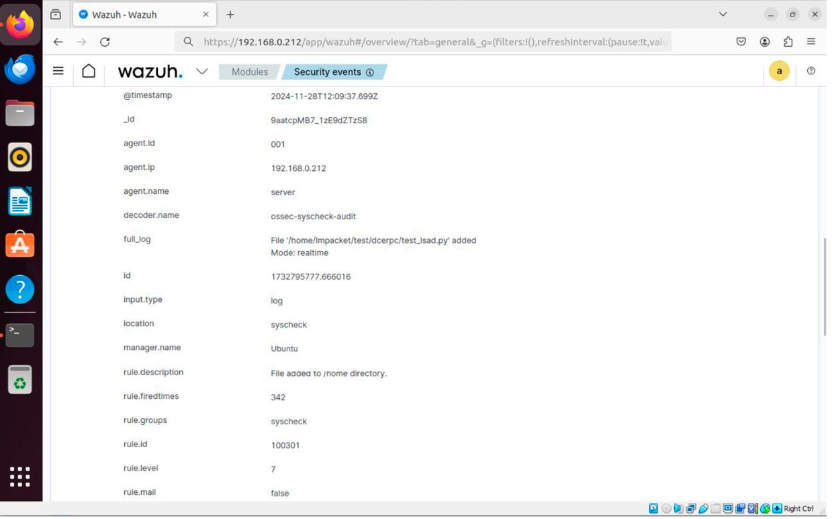 Wazuh - Wazuh
https://192.168.0.212/app/wazuh#/overview/?tab=general&_g=(filters:!(),refreshInterval:(pause:!t,valu
wazuh. Modules Security events a
@timestamp 2024-11-28T12:09:37.699Z
_id 9aatcpMB7_1zE9dZTzS8
agent.id 001
agent.ip 192.168.0.212
agent.name server
decoder.name ossec-syscheck-audit
full_log File '/home/Impacket/test/dcerpc/test_lsad.py' added
Mode: realtime
id 1732795777.666016
input.type log
location syscheck
manager.name Ubuntu
rule.description File added to /home directory.
rule.firedtimes 342
rule.groups syscheck
rule.id 100301
rule.level 7
rule.mail false
Right Ctrl